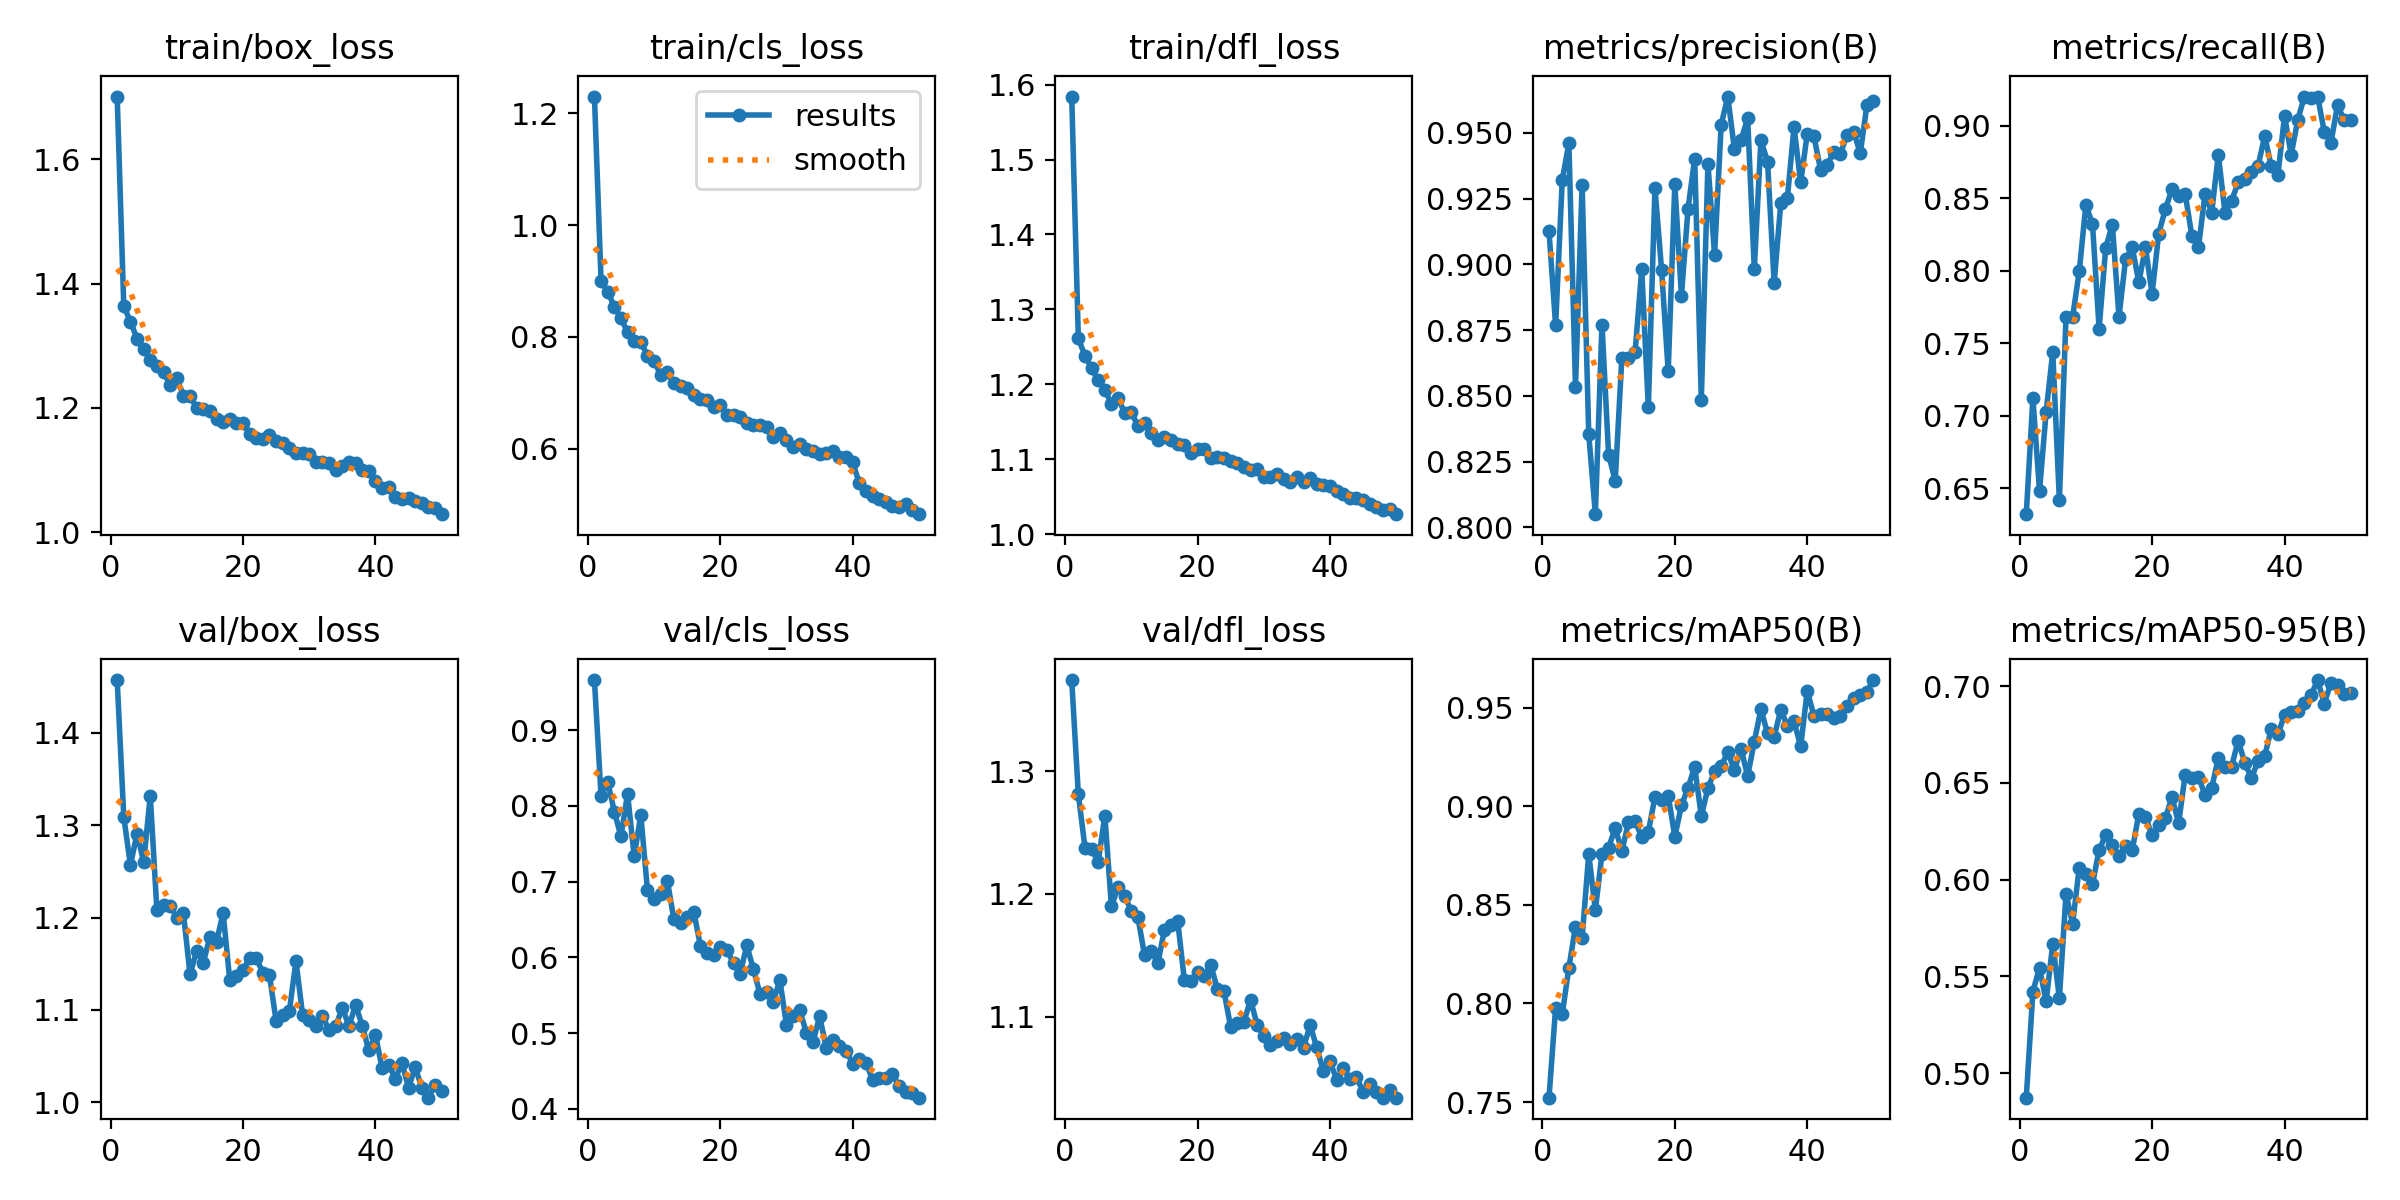 train/box_loss
1.6
1.4
1.2
1.0
0 20 40
train/cls_loss
results
smooth
1.2
1.0
0.8
0.6
0 20 40
train/dfl_loss
1.6
1.5
1.4
1.3
1.2
1.1
1.0
0 20 40
metrics/precision(B)
0.950
0.925
0.900
0.875
0.850
0.825
0.800
0 20 40
metrics/recall(B)
0.90
0.85
0.80
0.75
0.70
0.65
0 20 40
val/box_loss
1.4
1.3
1.2
1.1
1.0
0 20 40
val/cls_loss
0.9
0.8
0.7
0.6
0.5
0.4
0 20 40
val/dfl_loss
1.3
1.2
1.1
0 20 40
metrics/mAP50(B)
0.95
0.90
0.85
0.80
0.75
0 20 40
metrics/mAP50-95(B)
0.70
0.65
0.60
0.55
0.50
0 20 40